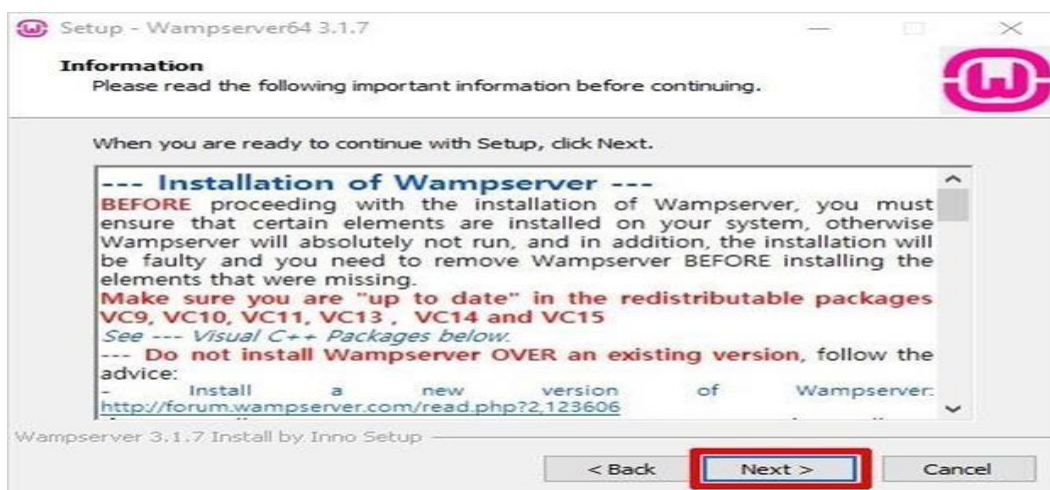 Setup - Wampserver64 3.1.7
Information
Please read the following important information before continuing.
When you are ready to continue with Setup, click Next.
--- Installation of Wampserver ---
BEFORE proceeding with the installation of Wampserver, you must
ensure that certain elements are installed on your system, otherwise
Wampserver will absolutely not run, and in addition, the installation will
be faulty and you need to remove Wampserver BEFORE installing the
elements that were missing.
Make sure you are "up to date" in the redistributable packages
VC9, VC10, VC11, VC13 , VC14 and VC15
See --- Visual C++ Packages below.
--- Do not install Wampserver OVER an existing version, follow the
advice:
- Install a new version of Wampserver:
http://forum.wampserver.com/read.php?2,123606
Wampserver 3.1.7 Install by Inno Setup
< Back Next > Cancel